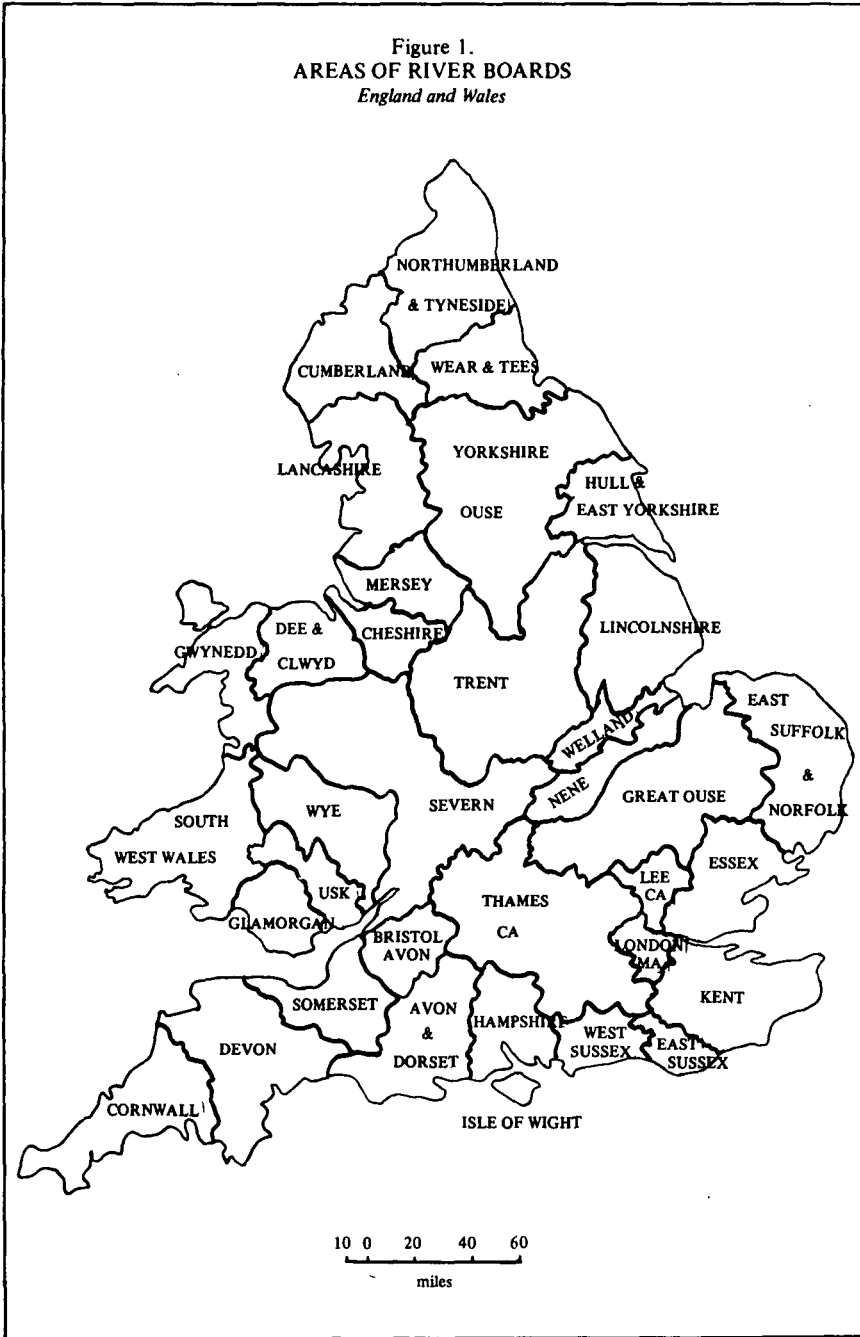 Figure 1.
AREAS OF RIVER BOARDS
England and Wales
NORTHUMBERLAND
& TYNESIDE
CUMBERLAND
WEAR & TEES
LANCASHIRE
YORKSHIRE
OUSE
HULL &
EAST YORKSHIRE
MERSEY
CHESHIRE
DEE &
CLWYD
GWYNEDD
LINCOLNSHIRE
TRENT
WELLAND
NENE
EAST
SUFFOLK
&
NORFOLK
GREAT OUSE
SEVERN
WYE
SOUTH
WEST WALES
USK
GLAMORGAN
ESSEX
LEE
CA
THAMES
CA
LONDON
MA
BRISTOL
AVON
KENT
SOMERSET
AVON
&
DORSET
HAMPSHIRE
WEST
SUSSEX
EAST
SUSSEX
DEVON
CORNWALL
ISLE OF WIGHT
10 0 20 40 60
miles